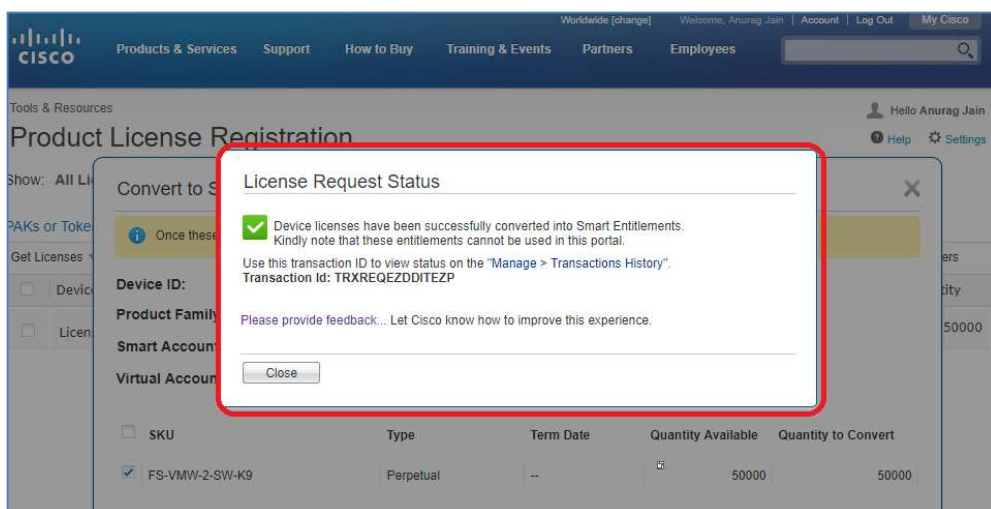 Worldwide [change] Welcome, Anurag Jain | Account | Log Out My Cisco
CISCO Products & Services Support How to Buy Training & Events Partners Employees
Tools & Resources Hello Anurag Jain
Product License Registration Help Settings
License Request Status
Show: All Convert to
PAKs or Once these
Device licenses have been successfully converted into Smart Entitlements.
Kindly note that these entitlements cannot be used in this portal.
Get Licenses
Use this transaction ID to view status on the "Manage > Transactions History".
Device ID:
Transaction Id: TRXREQEZDDITEZP
Product Family
Please provide feedback... Let Cisco know how to improve this experience.
50000
Smart Account
Virtual Account
Close
SKU Type Term Date Quantity Available Quantity to Convert
FS-VMW-2-SW-K9 Perpetual -- 50000 50000